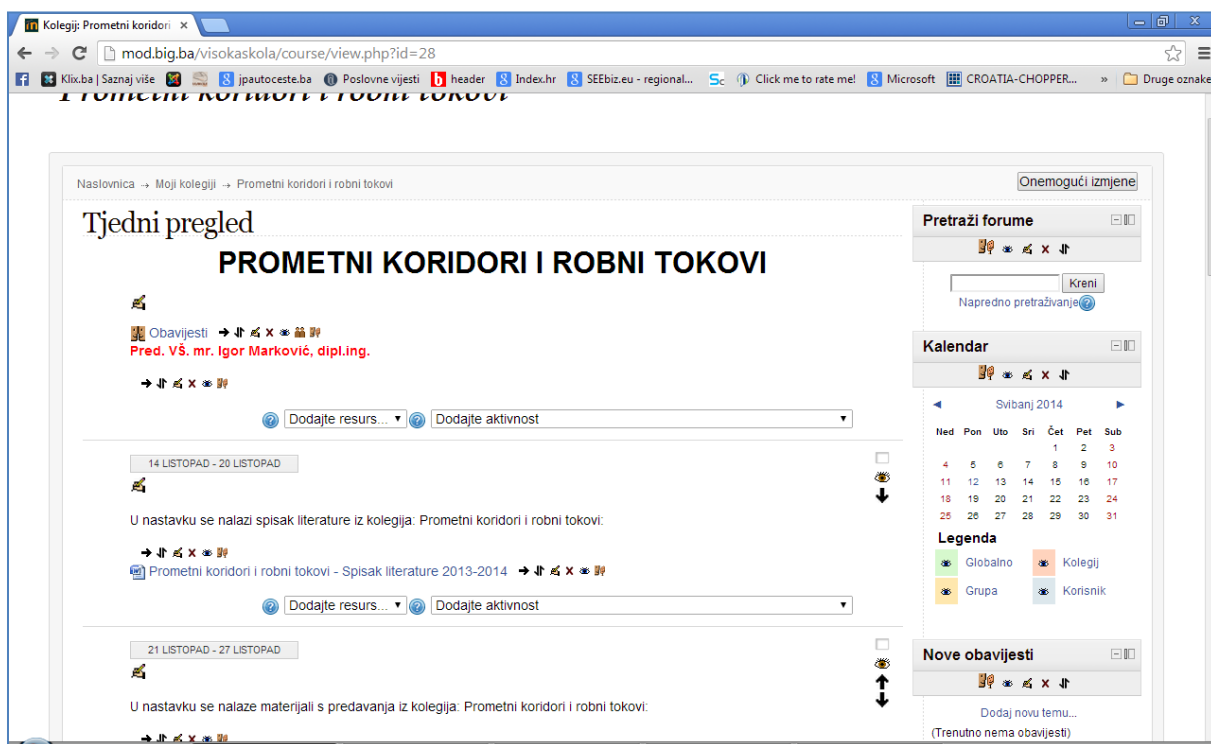 Kolegij: Prometni koridori
mod.big.ba/visokaskola/course/view.php?id=28
Klix.ba | Saznaj više jpautoceste.ba Poslovne vijesti header Index.hr SEEbiz.eu - regional... Click me to rate me! Microsoft CROATIA-CHOPPER... » Druge oznake
Prometni koridori i robni tokovi
Naslovnica → Moji kolegiji → Prometni koridori i robni tokovi
Onemogući izmjene
Tjedni pregled
PROMETNI KORIDORI I ROBNI TOKOVI
Obavijesti
Pred. VŠ. mr. Igor Marković, dipl.ing.
Dodajte resurs... Dodajte aktivnost
14 LISTOPAD - 20 LISTOPAD
U nastavku se nalazi spisak literature iz kolegija: Prometni koridori i robni tokovi:
Prometni koridori i robni tokovi - Spisak literature 2013-2014
Dodajte resurs... Dodajte aktivnost
21 LISTOPAD - 27 LISTOPAD
U nastavku se nalaze materijali s predavanja iz kolegija: Prometni koridori i robni tokovi:
Pretraži forume
Kreni
Napredno pretraživanje
Kalendar
Svibanj 2014
Ned Pon Uto Sri Čet Pet Sub
1 2 3
4 5 6 7 8 9 10
11 12 13 14 15 16 17
18 19 20 21 22 23 24
25 26 27 28 29 30 31
Legenda
Globalno Kolegij
Grupa Korisnik
Nove obavijesti
Dodaj novu temu...
(Trenutno nema obavijesti)